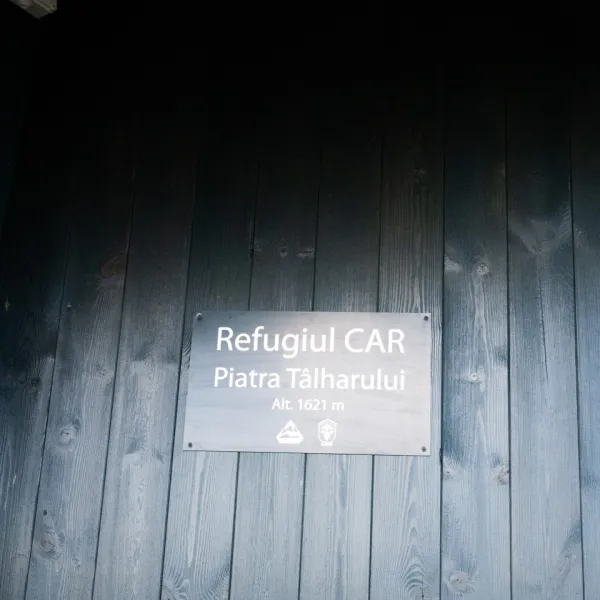 Refugiul CAR
Piatra Tâlharului
Alt. 1621 m